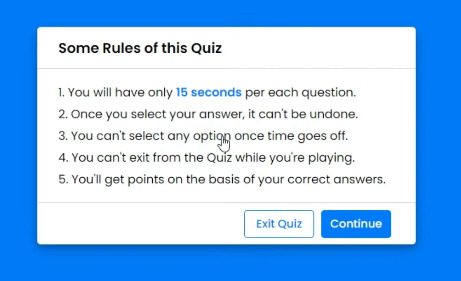 Some Rules of this Quiz
1. You will have only 15 seconds per each question.
2. Once you select your answer, it can't be undone.
3. You can't select any option once time goes off.
4. You can't exit from the Quiz while you're playing.
5. You'll get points on the basis of your correct answers.
Exit Quiz Continue